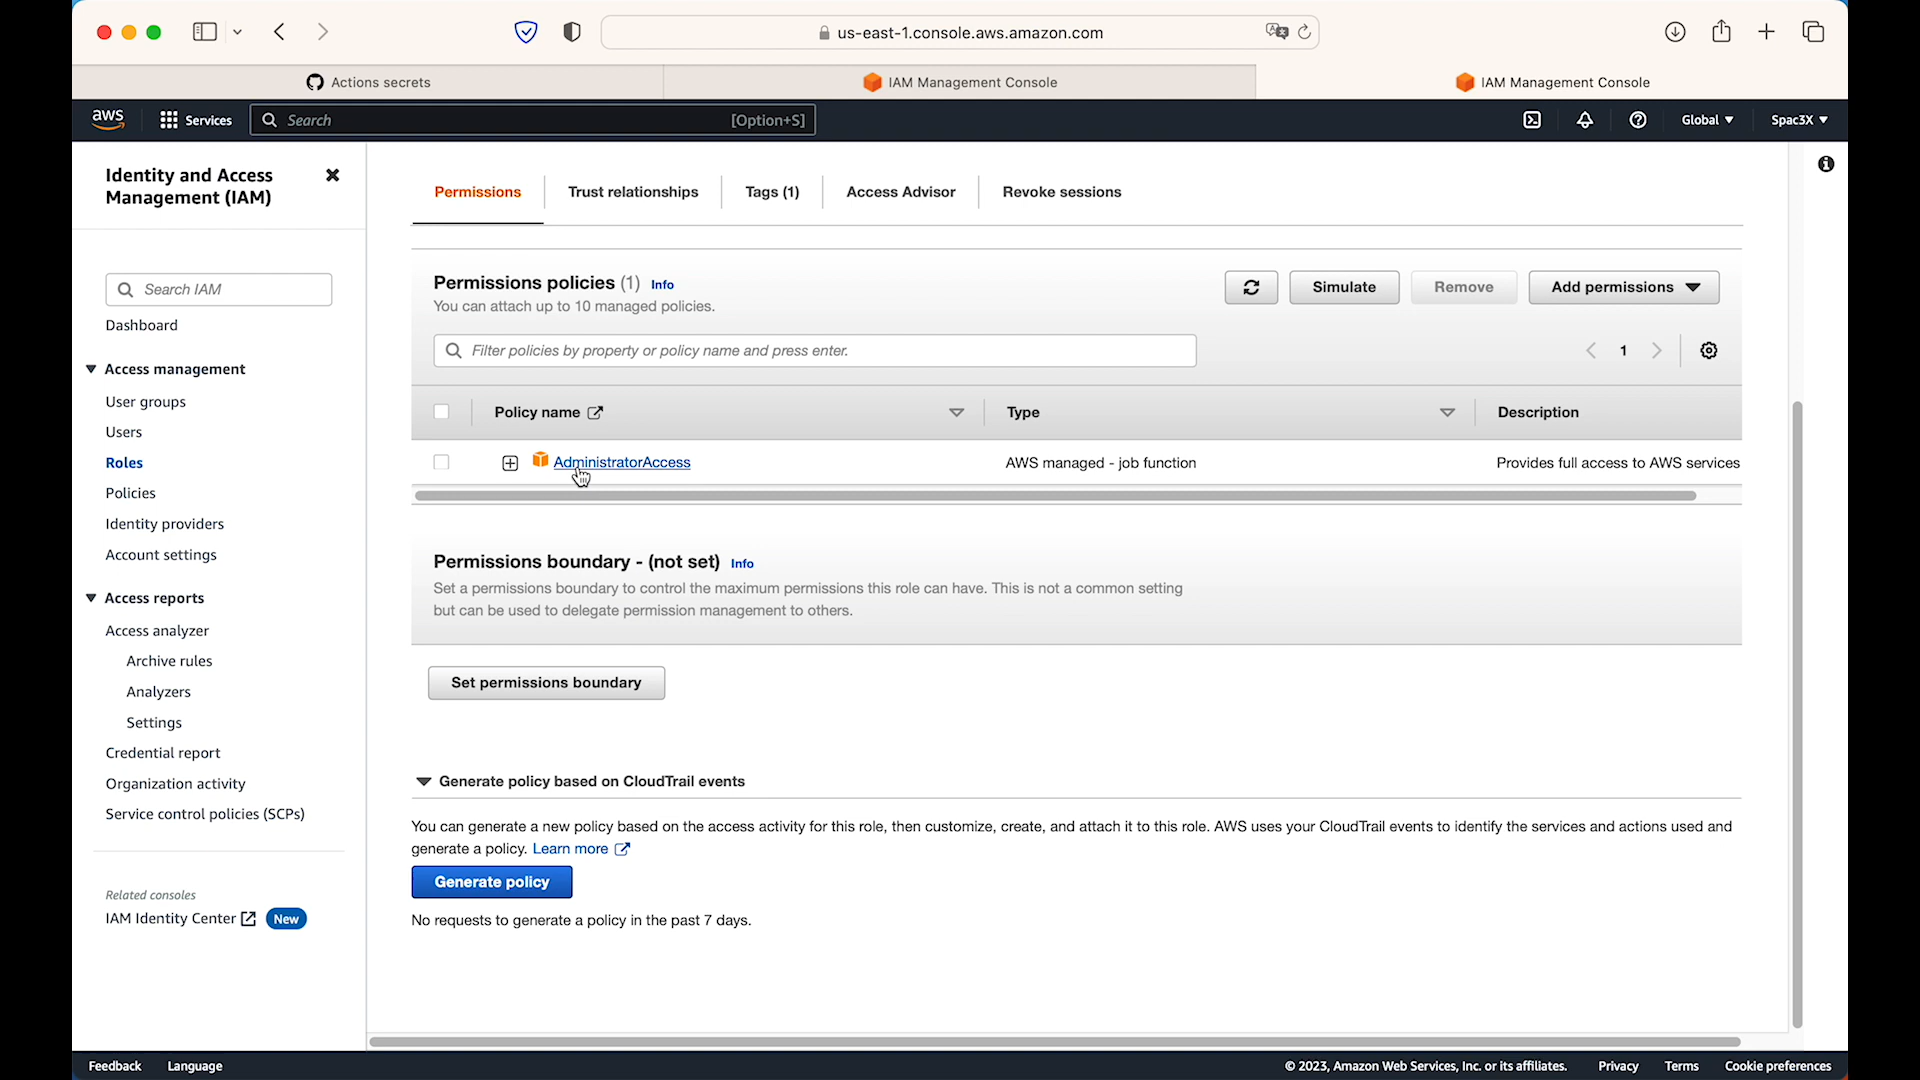 us-east-1.console.aws.amazon.com
Actions secrets
IAM Management Console
IAM Management Console
aws
Services
Search
[Option+S]
Global
Spac3X
Identity and Access
Management (IAM)
Search IAM
Dashboard
Access management
User groups
Users
Roles
Policies
Identity providers
Account settings
Access reports
Access analyzer
Archive rules
Analyzers
Settings
Credential report
Organization activity
Service control policies (SCPs)
Related consoles
IAM Identity Center New
Permissions
Trust relationships
Tags (1)
Access Advisor
Revoke sessions
Permissions policies (1) Info
You can attach up to 10 managed policies.
Simulate
Remove
Add permissions
Filter policies by property or policy name and press enter.
1
Policy name
Type
Description
AdministratorAccess
AWS managed - job function
Provides full access to AWS services
Permissions boundary - (not set) Info
Set a permissions boundary to control the maximum permissions this role can have. This is not a common setting
but can be used to delegate permission management to others.
Set permissions boundary
Generate policy based on CloudTrail events
You can generate a new policy based on the access activity for this role, then customize, create, and attach it to this role. AWS uses your CloudTrail events to identify the services and actions used and
generate a policy. Learn more
Generate policy
No requests to generate a policy in the past 7 days.
Feedback
Language
© 2023, Amazon Web Services, Inc. or its affiliates.
Privacy
Terms
Cookie preferences